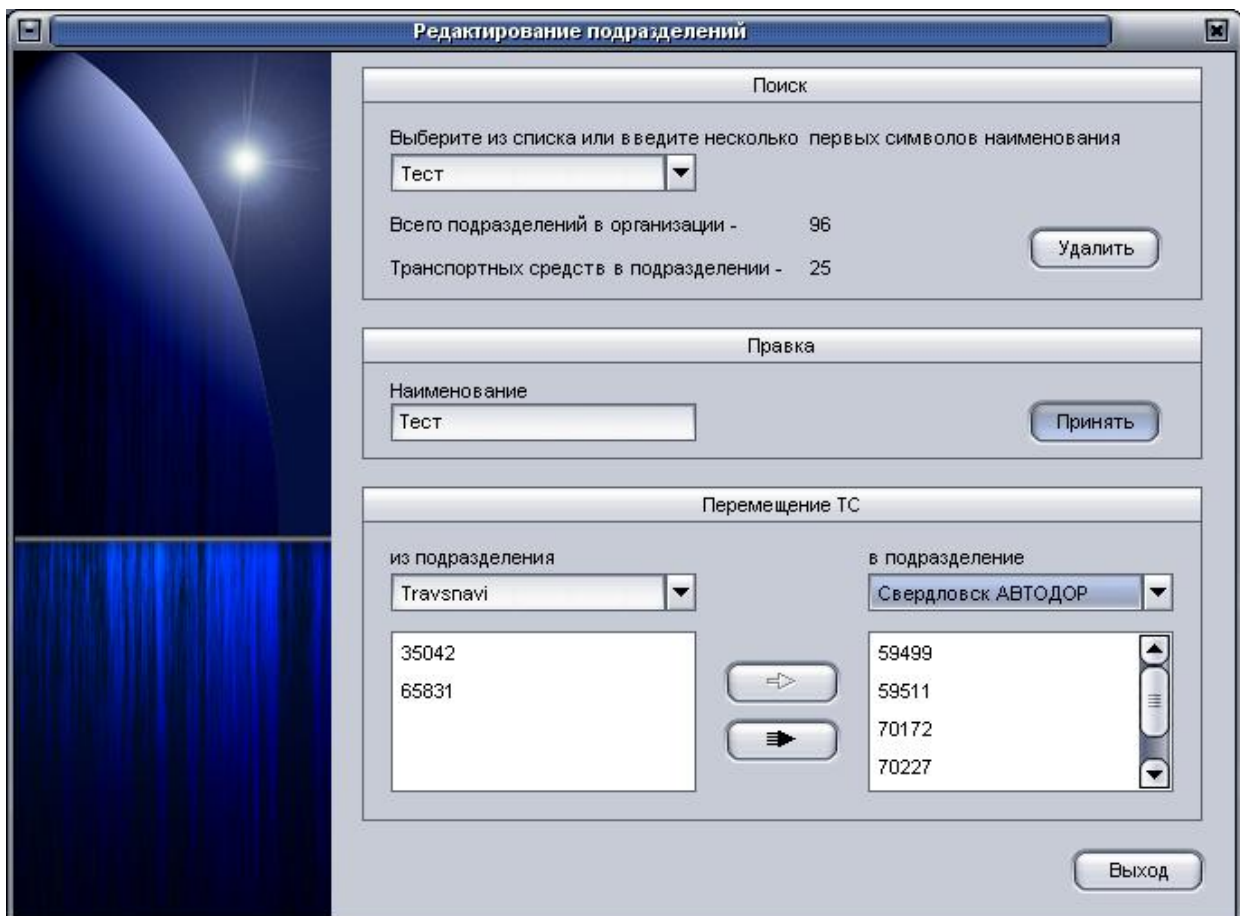 Редактирование подразделений
Поиск
Выберите из списка или введите несколько первых символов наименования
Тест
Всего подразделений в организации - 96
Транспортных средств в подразделении - 25
Удалить
Правка
Наименование
Тест
Принять
Перемещение ТС
из подразделения
Travsnavi
35042
65831
в подразделение
Свердловск АВТОДОР
59499
59511
70172
70227
Выход